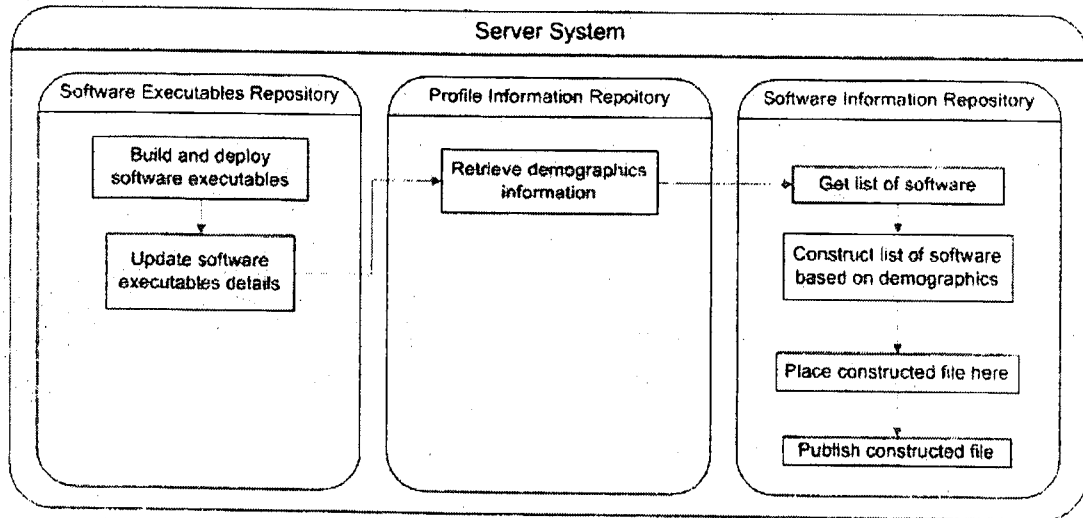 Server System
Software Executables Repository
Build and deploy
software executables
Update software
executables details
Profile Information Repoitory
Retrieve demographics
information
Software Information Repository
Get list of software
Construct list of software
based on demographics
Place constructed file here
Publish constructed file